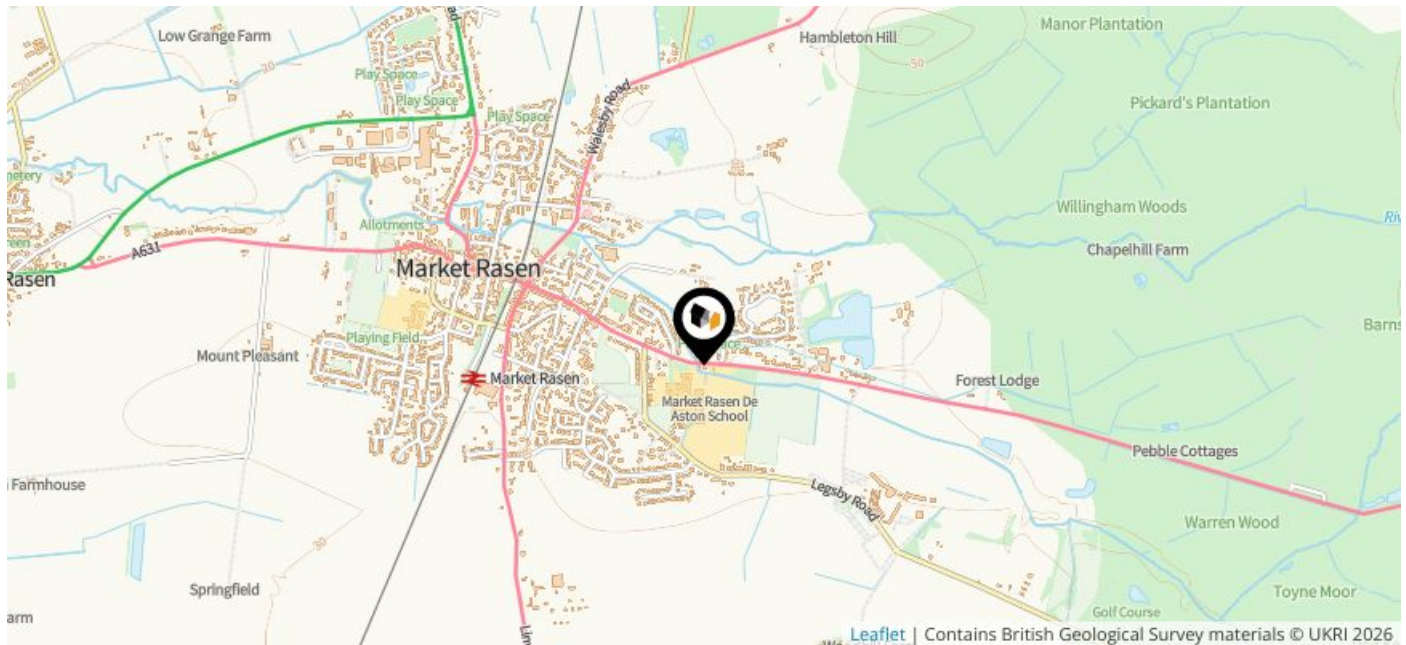 Low Grange Farm
Hambleton Hill
Manor Plantation
Play Space
Play Space
Play Space
Pickard's Plantation
20
20
50
Walesby Road
Allotments
Willingham Woods
Chapelhill Farm
A631
Market Rasen
Rasen
Mount Pleasant
Playing Field
Market Rasen
Market Rasen De
Aston School
Forest Lodge
Pebble Cottages
Farmhouse
Legsby Road
Warren Wood
30
Springfield
Toyne Moor
Golf Course
Leaflet | Contains British Geological Survey materials © UKRI 2026